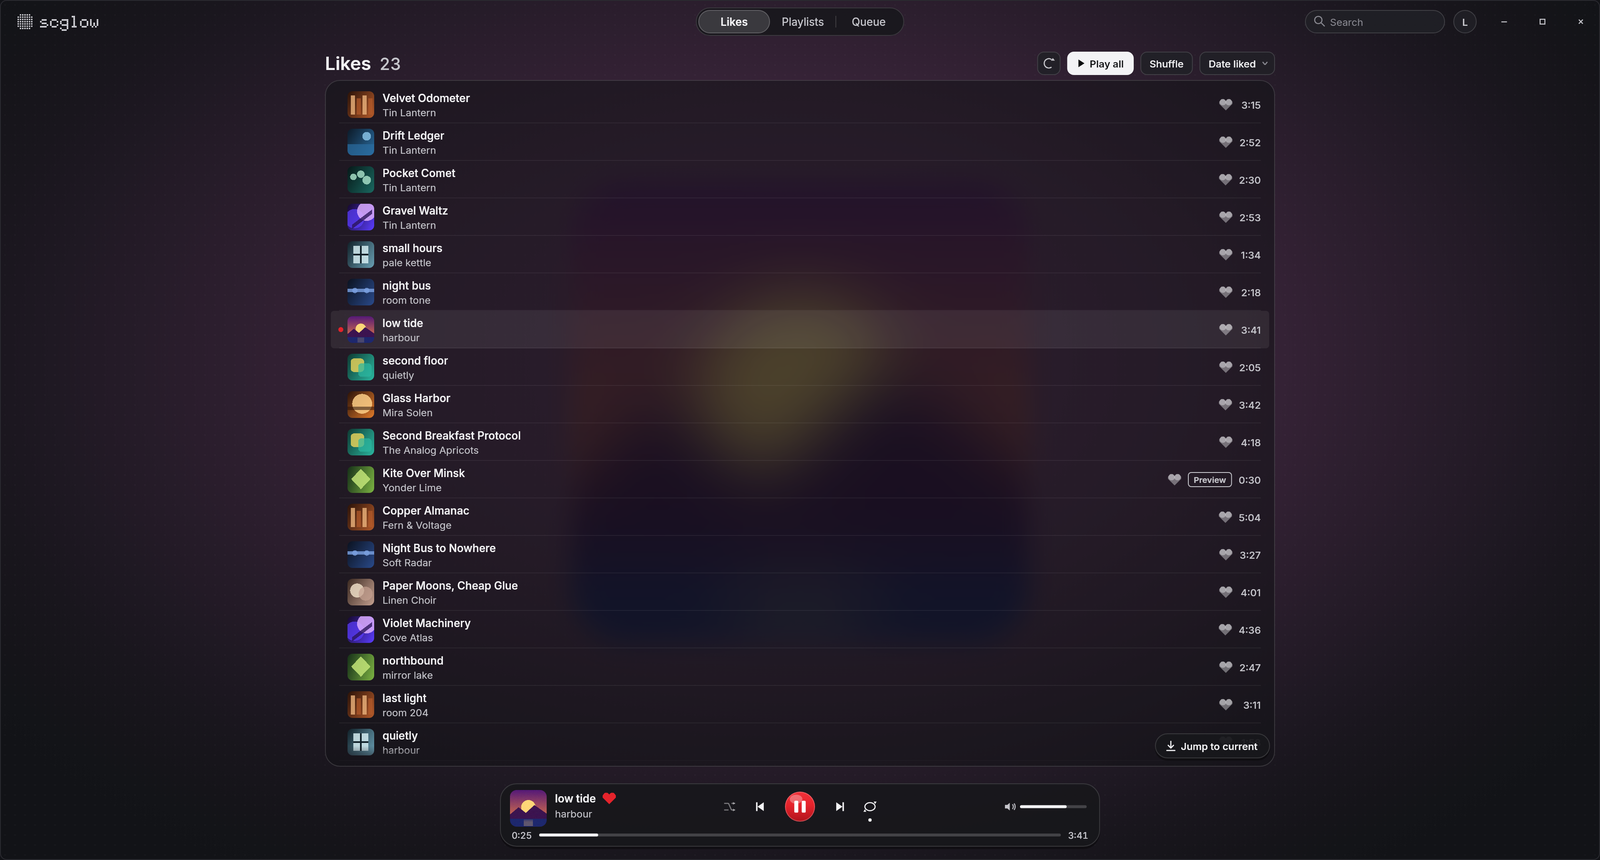 scglow
Likes
Playlists
Queue
Search
L
Likes 23
Play all
Shuffle
Date liked
Velvet Odometer
Tin Lantern
3:15
Drift Ledger
Tin Lantern
2:52
Pocket Comet
Tin Lantern
2:30
Gravel Waltz
Tin Lantern
2:53
small hours
pale kettle
1:34
night bus
room tone
2:18
low tide
harbour
3:41
second floor
quietly
2:05
Glass Harbor
Mira Solen
3:42
Second Breakfast Protocol
The Analog Apricots
4:18
Kite Over Minsk
Yonder Lime
Preview
0:30
Copper Almanac
Fern & Voltage
5:04
Night Bus to Nowhere
Soft Radar
3:27
Paper Moons, Cheap Glue
Linen Choir
4:01
Violet Machinery
Cove Atlas
4:36
northbound
mirror lake
2:47
last light
room 204
3:11
quietly
harbour
Jump to current
low tide
harbour
0:25
3:41